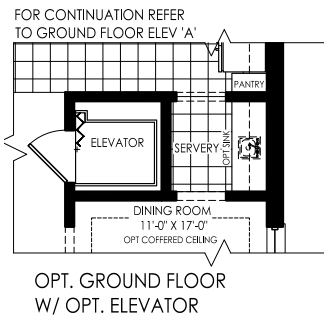 FOR CONTINUATION REFER
TO GROUND FLOOR ELEV 'A'
PANTRY
ELEVATOR
SERVERY
OPT SINK
DINING ROOM
11'-0" X 17'-0"
OPT COFFERED CEILING
OPT. GROUND FLOOR
W/ OPT. ELEVATOR